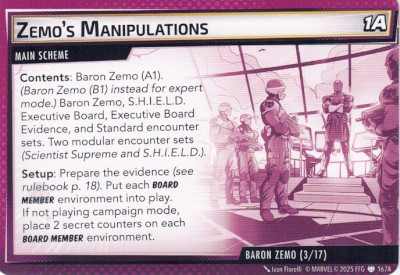 ZEMO'S MANIPULATIONS
1A
MAIN SCHEME
Contents: Baron Zemo (A1).
(Baron Zemo (B1) instead for expert
mode.) Baron Zemo, S.H.I.E.L.D.
Executive Board, Executive Board
Evidence, and Standard encounter
sets. Two modular encounter sets
(Scientist Supreme and S.H.I.E.L.D.).
Setup: Prepare the evidence (see
rulebook p. 18). Put each BOARD
MEMBER environment into play.
If not playing campaign mode,
place 2 secret counters on each
BOARD MEMBER environment.
BARON ZEMO (3/17)
Ivan Fiorelli © MARVEL © 2025 FFG 167A